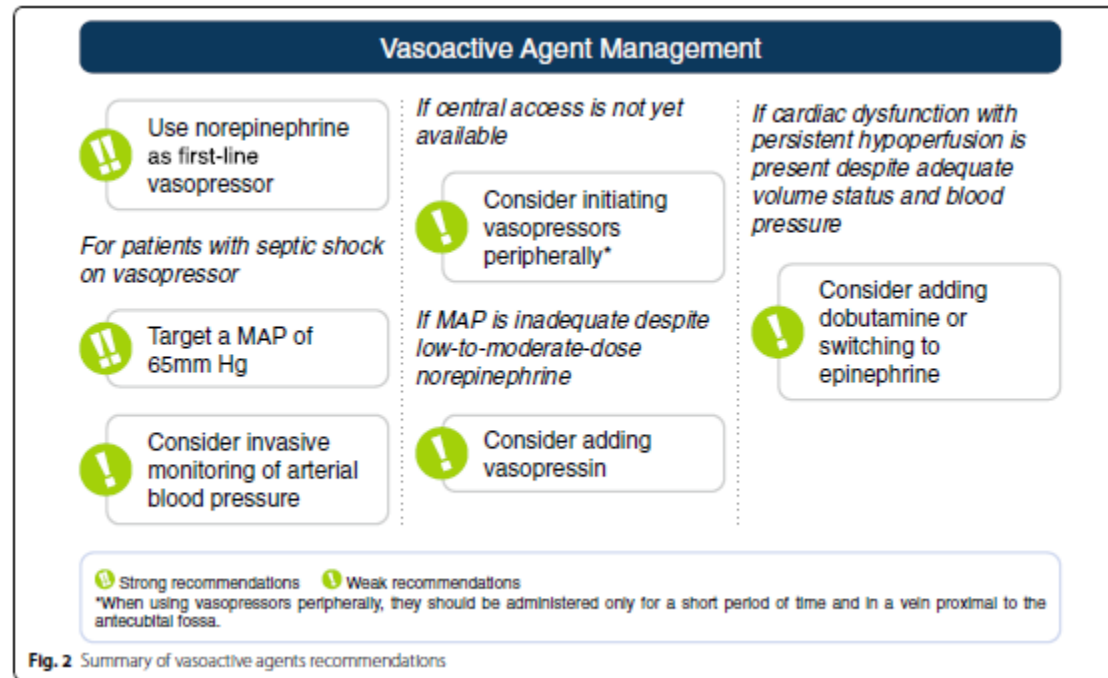 Vasoactive Agent Management
Use norepinephrine
as first-line
vasopressor
For patients with septic shock
on vasopressor
Target a MAP of
65mm Hg
Consider invasive
monitoring of arterial
blood pressure
If central access is not yet
available
Consider initiating
vasopressors
peripherally*
If MAP is inadequate despite
low-to-moderate-dose
norepinephrine
Consider adding
vasopressin
If cardiac dysfunction with
persistent hypoperfusion is
present despite adequate
volume status and blood
pressure
Consider adding
dobutamine or
switching to
epinephrine
Strong recommendations Weak recommendations
*When using vasopressors peripherally, they should be administered only for a short period of time and in a vein proximal to the
antecubital fossa.
Fig. 2 Summary of vasoactive agents recommendations